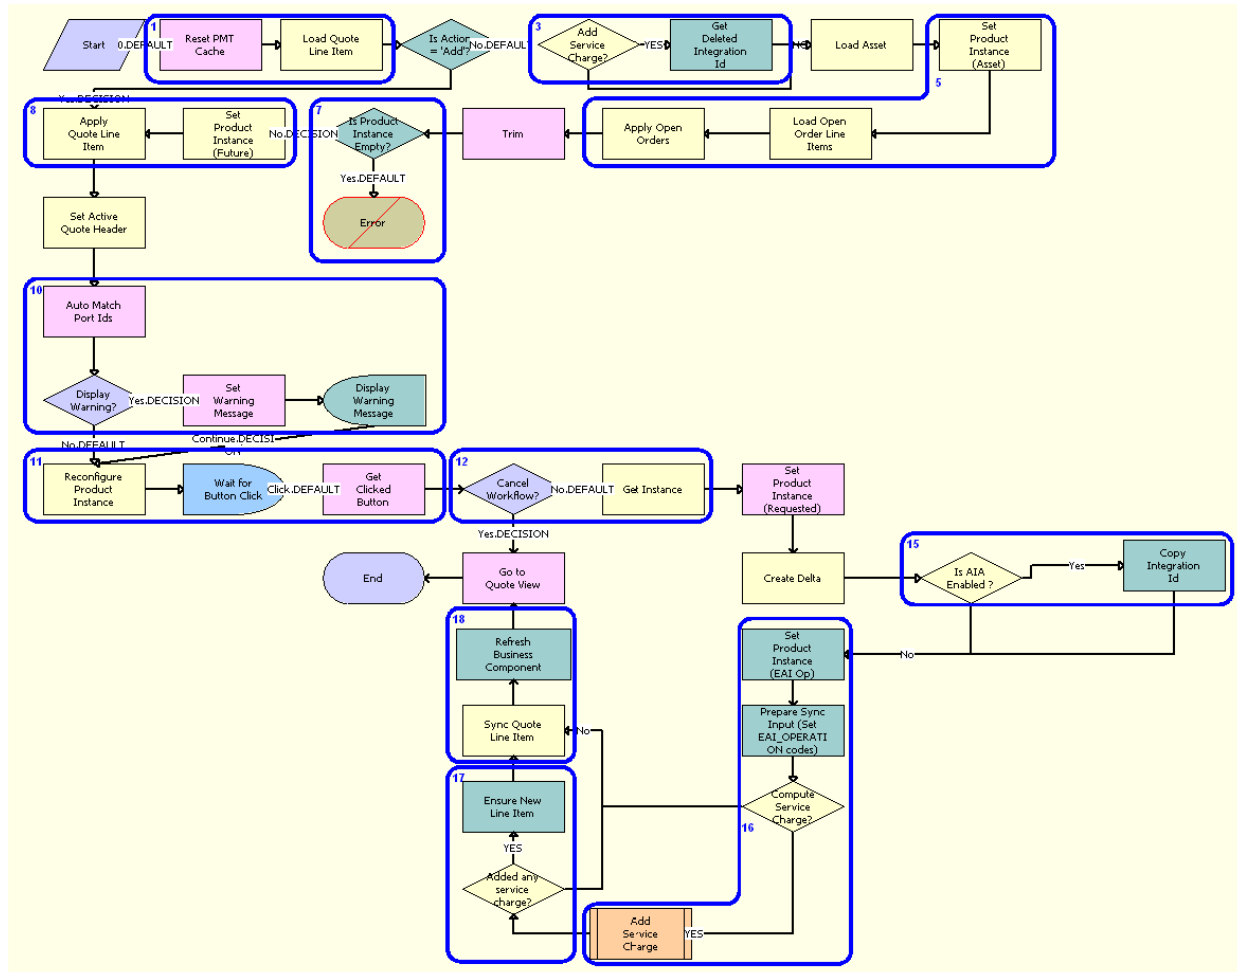 1
3
Start
0.DEFAULT
Reset PMT
Cache
Load Quote
Line Item
Is Action
= 'Add'?
No.DEFAULT
Add
Service
Charge?
YES
Get
Deleted
Integration
Id
Load Asset
Set
Product
Instance
(Asset)
5
Yes.DECISION
8
Apply
Quote Line
Item
Set
Product
Instance
(Future)
No.DECISION
7
Is Product
Instance
Empty?
Trim
Apply Open
Orders
Load Open
Order Line
Items
Yes.DEFAULT
Error
Set Active
Quote Header
10
Auto Match
Port Ids
Display
Warning?
Yes.DECISION
Set
Warning
Message
Display
Warning
Message
No.DEFAULT
Continue.DECISI
ON
11
Reconfigure
Product
Instance
Wait for
Button Click
Click.DEFAULT
Get
Clicked
Button
12
Cancel
Workflow?
No.DEFAULT
Get Instance
Set
Product
Instance
(Requested)
Yes.DECISION
End
Go to
Quote View
Create Delta
15
Is AIA
Enabled ?
Yes
Copy
Integration
Id
18
Refresh
Business
Component
Set
Product
Instance
(EAI Op)
No
Sync Quote
Line Item
No
Prepare Sync
Input (Set
EAI_OPERATI
ON codes)
17
Ensure New
Line Item
Compute
Service
Charge?
16
YES
Added any
service
charge?
Add
Service
Charge
YES